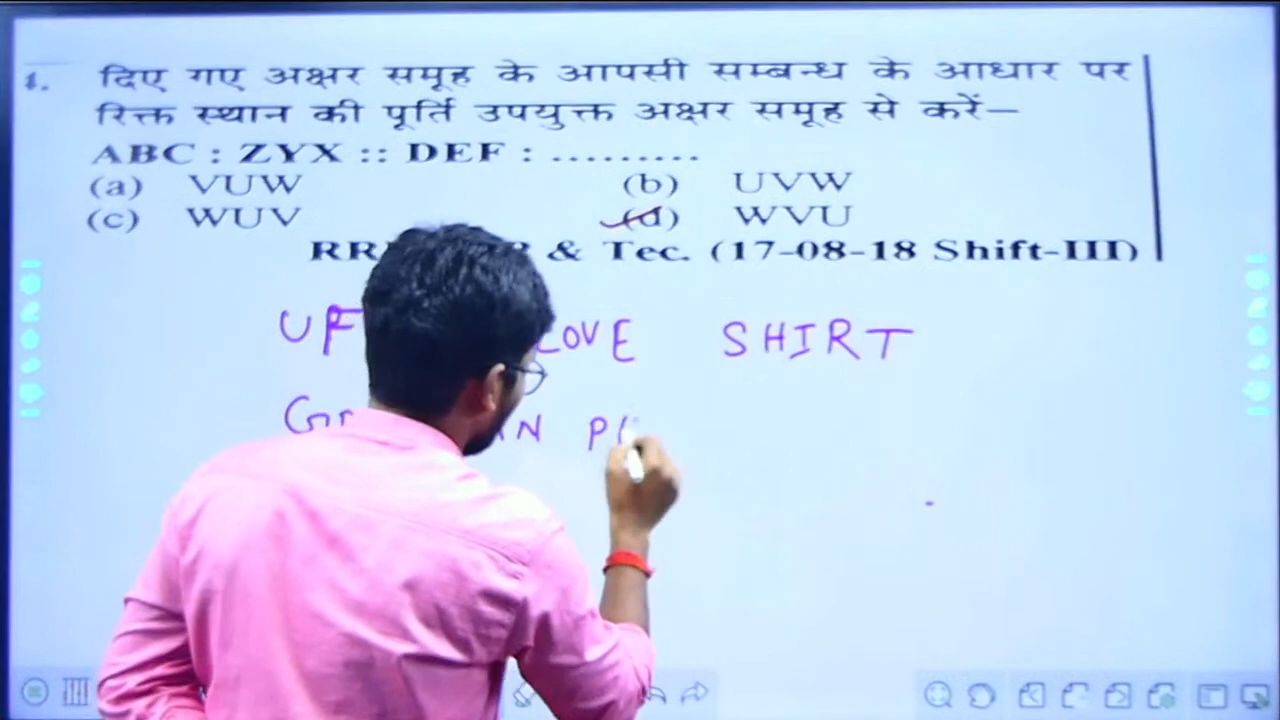 1. दिए गए अक्षर समूह के आपसी सम्बन्ध के आधार पर
रिक्त स्थान की पूर्ति उपयुक्त अक्षर समूह से करें–
ABC : ZYX :: DEF : .........
(a) VUW (b) UVW
(c) WUV (d) WVU
& Tec. (17-08-18 Shift-III)
SHIRT